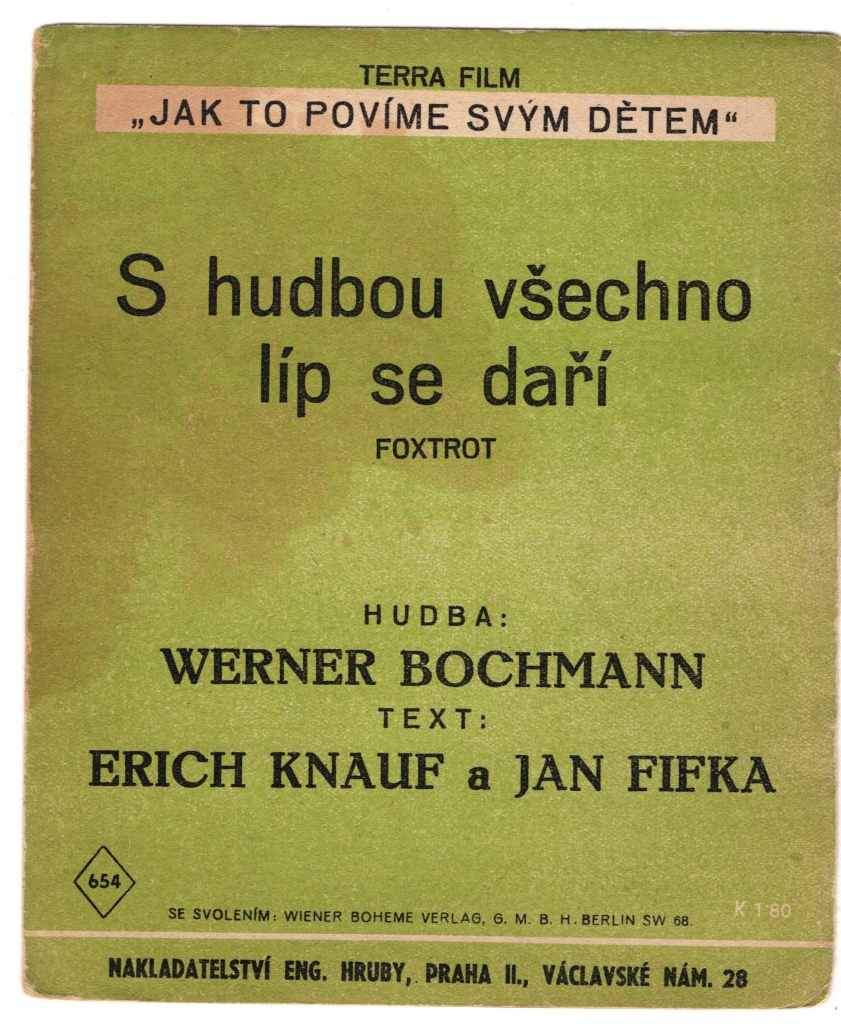 TERRA FILM
„JAK TO POVÍME SVÝM DĚTEM“
S hudbou všechno
líp se daří
FOXTROT
HUDBA:
WERNER BOCHMANN
TEXT:
ERICH KNAUF a JAN FIFKA
654
SE SVOLENÍM: WIENER BOHEME VERLAG, G. M. B. H. BERLIN SW 68.
K 1·80
NAKLADATELSTVÍ ENG. HRUBY, PRAHA II., VÁCLAVSKÉ NÁM. 28